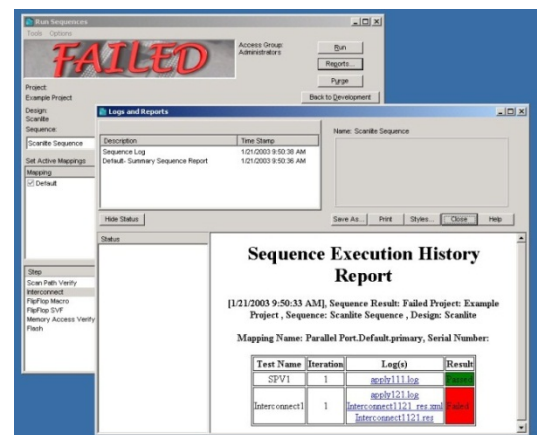 Run Sequences
Tools Options
FAILED
Access Group:
Administrators
Run
Reports...
Purge
Back to Development
Project:
Example Project
Design:
Scanlite
Sequence:
Scanlite Sequence
Set Active Mappings
Mapping
Default
Step
Scan Path Verify
Interconnect
FlipFlop Macro
FlipFlop SVF
Memory Access Verify
Flash
Logs and Reports
Description Time Stamp
Sequence Log 1/21/2003 9:50:38 AM
Default- Summary Sequence Report 1/21/2003 9:50:36 AM
Name: Scanlite Sequence
Hide Status
Save As... Print Styles... Close Help
Status
Sequence Execution History
Report
[1/21/2003 9:50:33 AM], Sequence Result: Failed Project: Example
Project , Sequence: Scanlite Sequence , Design: Scanlite
Mapping Name: Parallel Port.Default.primary, Serial Number:
Test Name Iteration Log(s) Result
SPV1 1 apply111.log Passed
apply121.log
Interconnect1 1 Interconnect1121_res.xml Failed
Interconnect1121.res